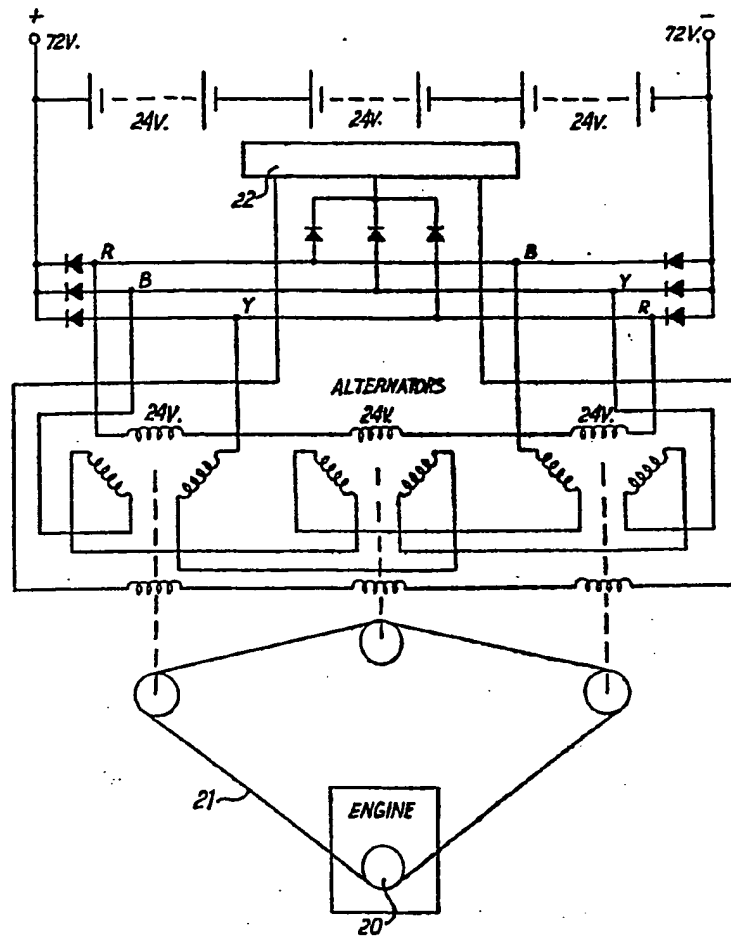 + −
72V. 72V.
24V. 24V. 24V.
22
R B
B Y
Y R
ALTERNATORS
24V. 24V. 24V.
21
ENGINE
20